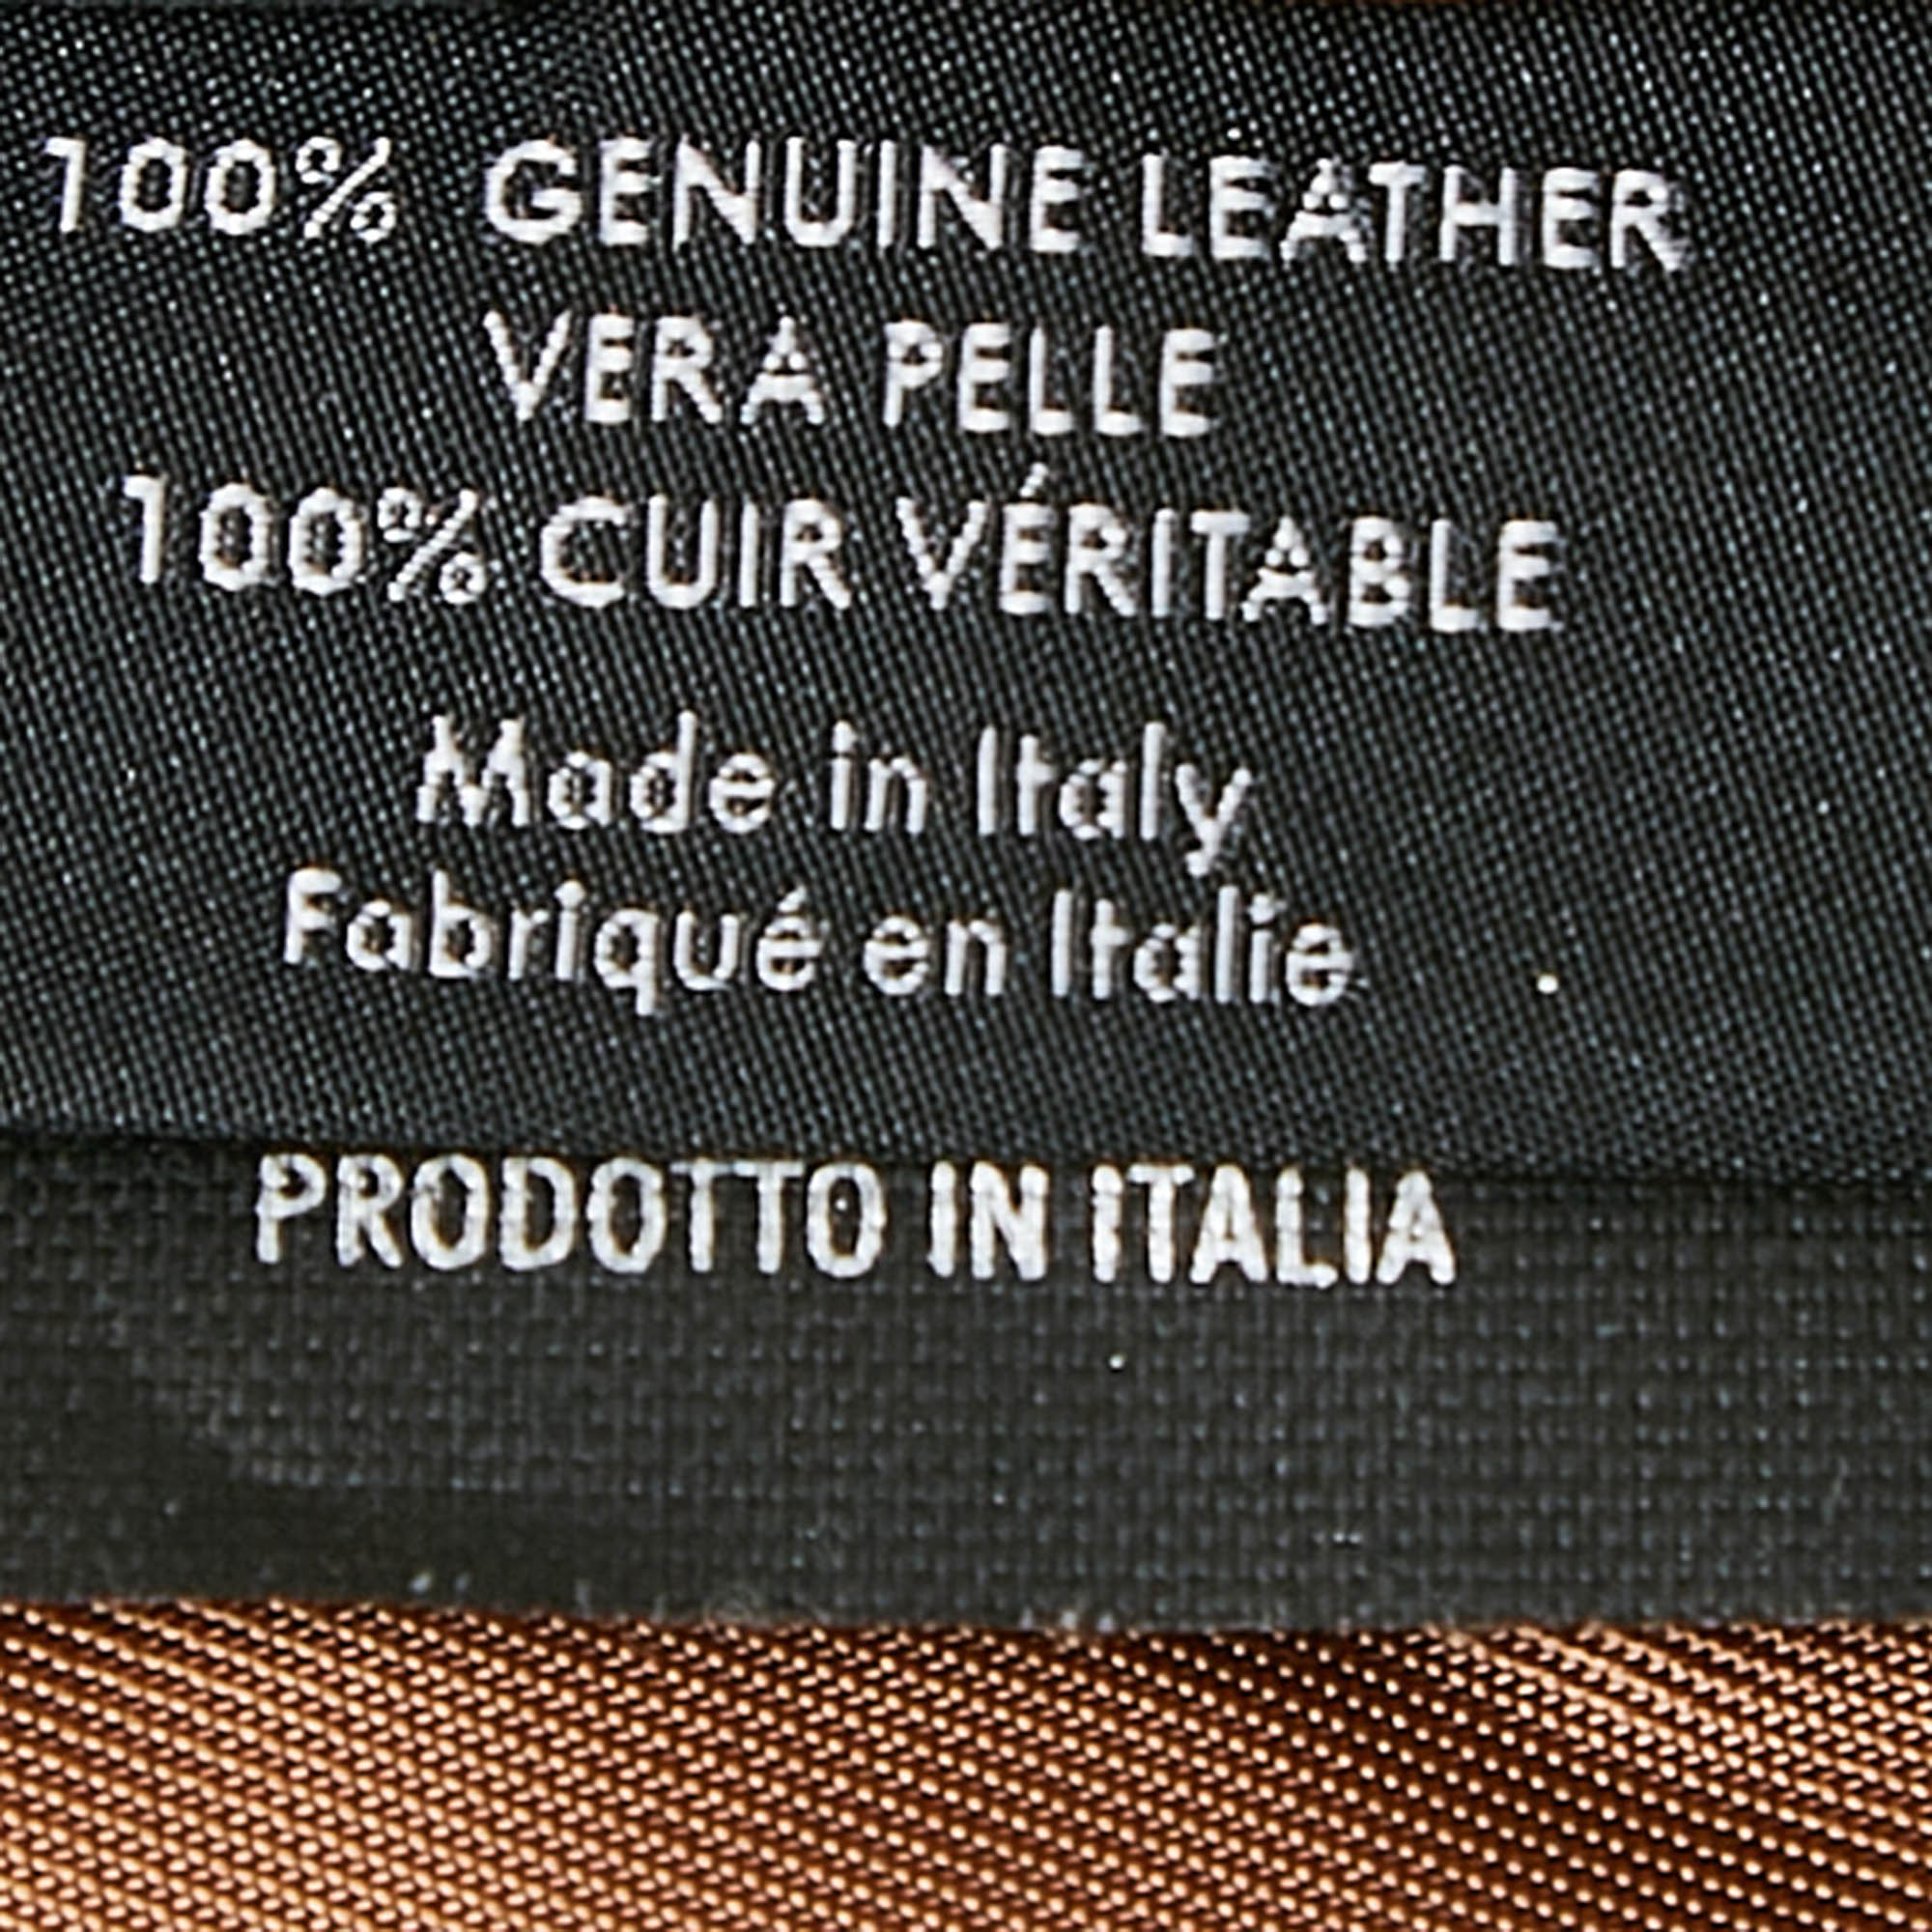 100% GENUINE LEATHER
VERA PELLE
100% CUIR VÉRITABLE
Made in Italy
Fabriqué en Italie
PRODOTTO IN ITALIA